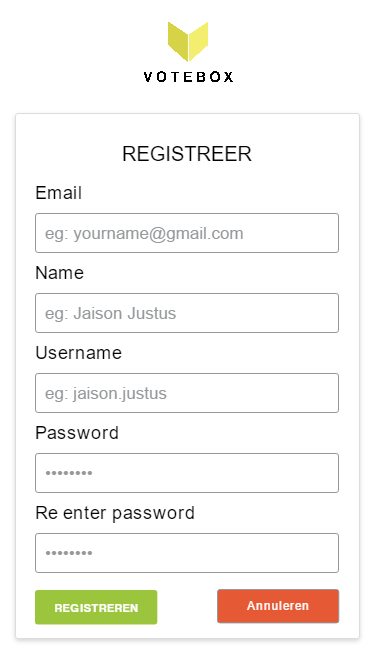 VOTEBOX
REGISTREER
Email
eg: yourname@gmail.com
Name
eg: Jaison Justus
Username
eg: jaison.justus
Password
••••••••
Re enter password
••••••••
REGISTREREN
Annuleren